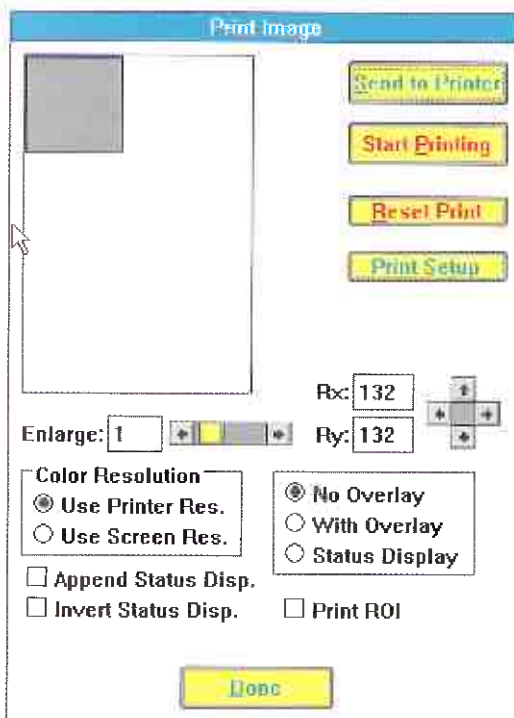 Print Image
Send to Printer
Start Printing
Reset Print
Print Setup
Rx: 132
Enlarge: 1
Ry: 132
Color Resolution
Use Printer Res.
Use Screen Res.
No Overlay
With Overlay
Status Display
Append Status Disp.
Invert Status Disp.
Print ROI
Done